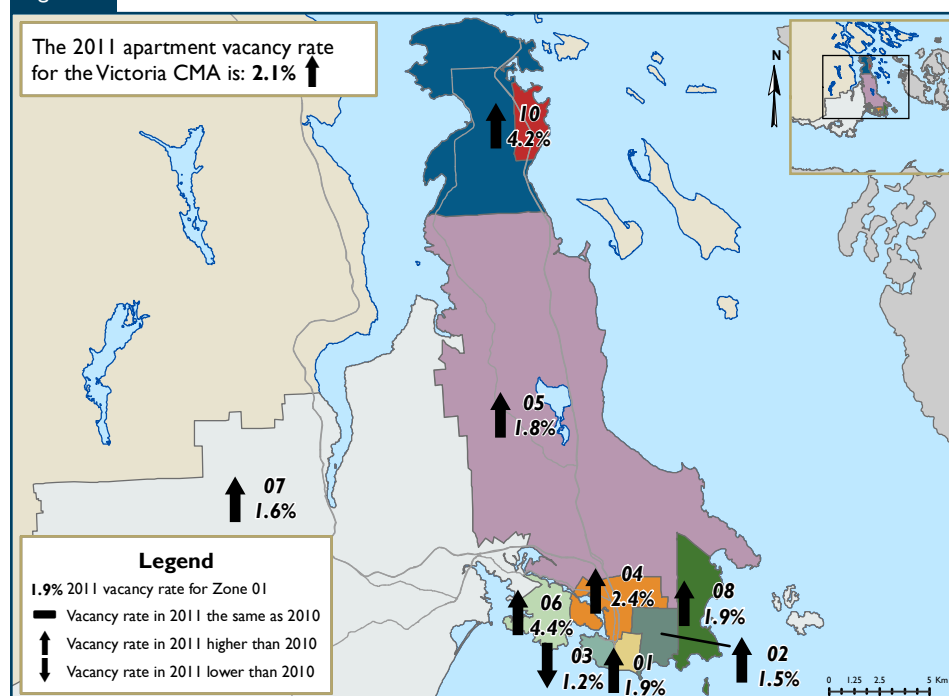 The 2011 apartment vacancy rate
for the Victoria CMA is: 2.1%
N
10
4.2%
05
1.8%
07
1.6%
04
2.4%
08
1.9%
06
4.4%
03
1.2%
01
1.9%
02
1.5%
Legend
1.9% 2011 vacancy rate for Zone 01
Vacancy rate in 2011 the same as 2010
Vacancy rate in 2011 higher than 2010
Vacancy rate in 2011 lower than 2010
0 1.25 2.5 5 Km